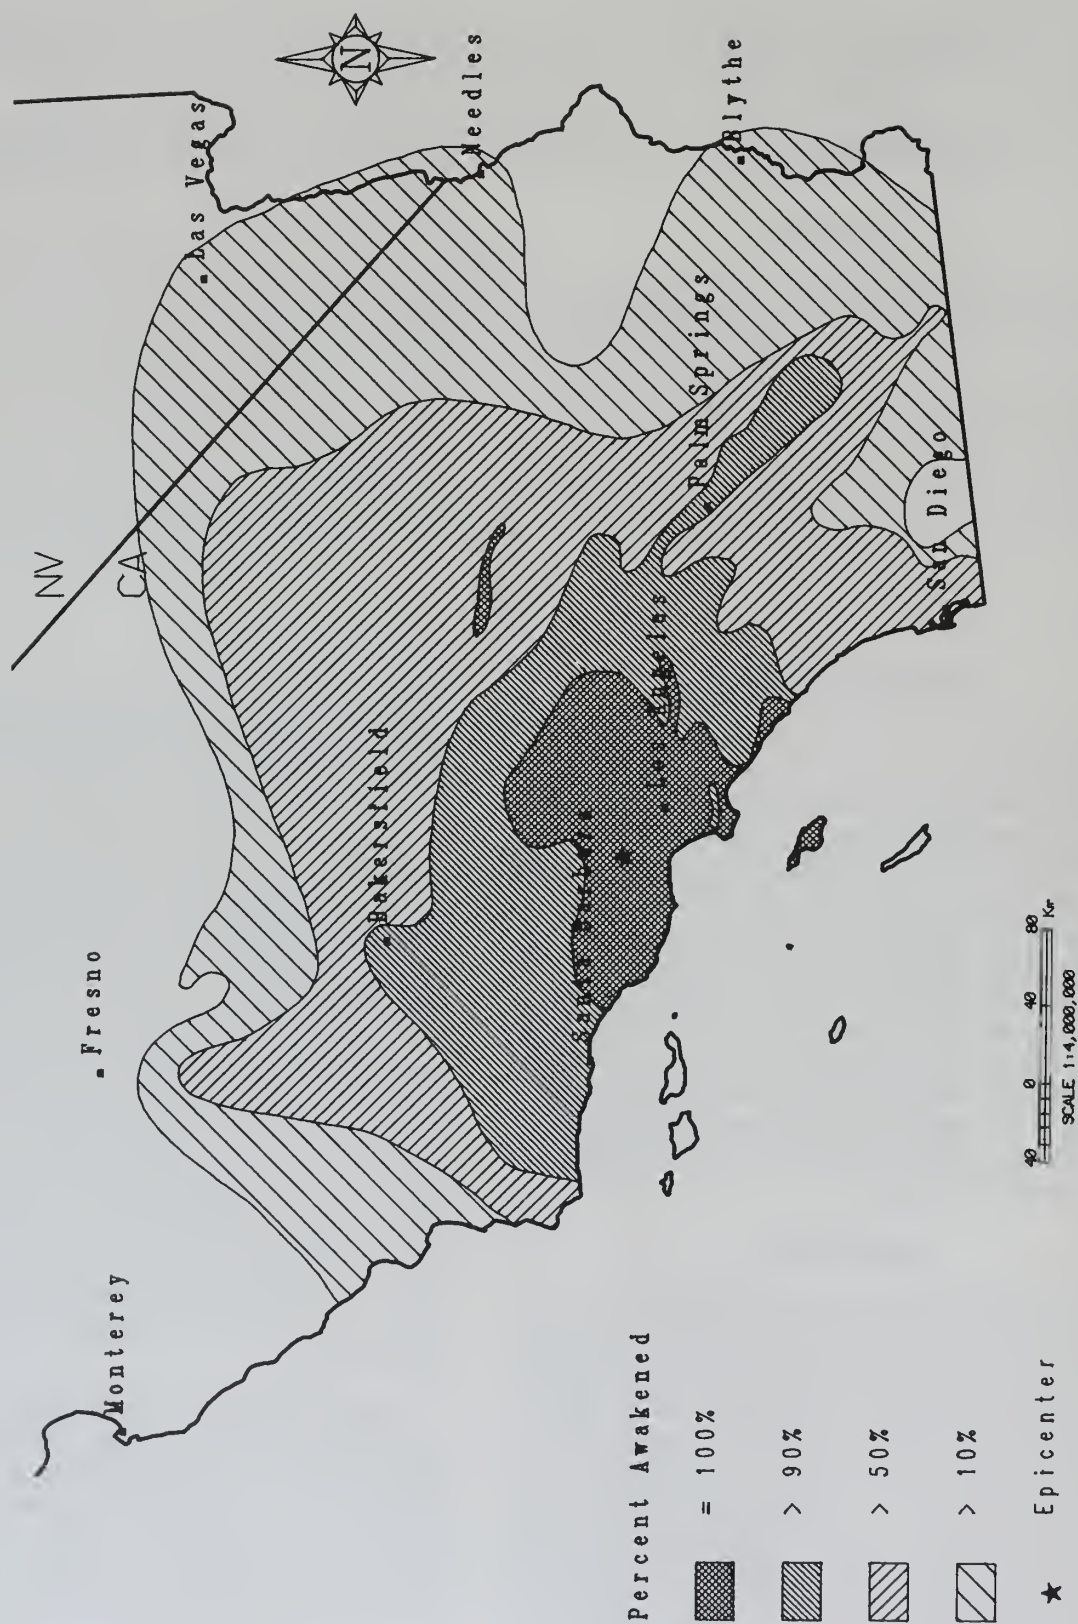 NV
CA
N
Las Vegas
Needles
Blythe
Fresno
Monterey
Bakersfield
Palm Springs
Santa Barbara
Los Angeles
San Diego
Percent Awakened
= 100%
> 90%
> 50%
> 10%
Epicenter
40 0 40 80 Km
SCALE 1:4,000,000